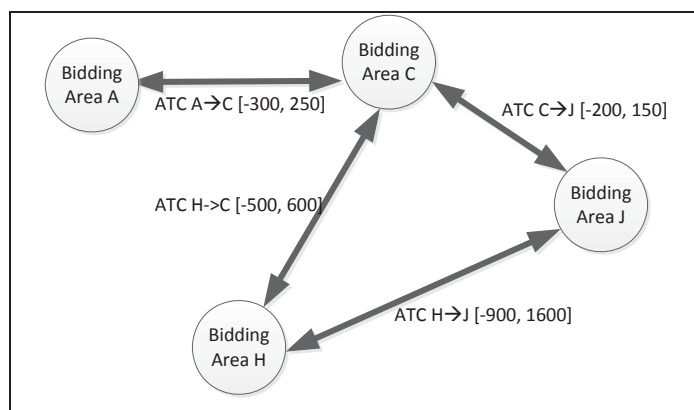 Bidding
Area A
Bidding
Area C
ATC A→C [-300, 250]
ATC C→J [-200, 150]
ATC H->C [-500, 600]
Bidding
Area J
ATC H→J [-900, 1600]
Bidding
Area H